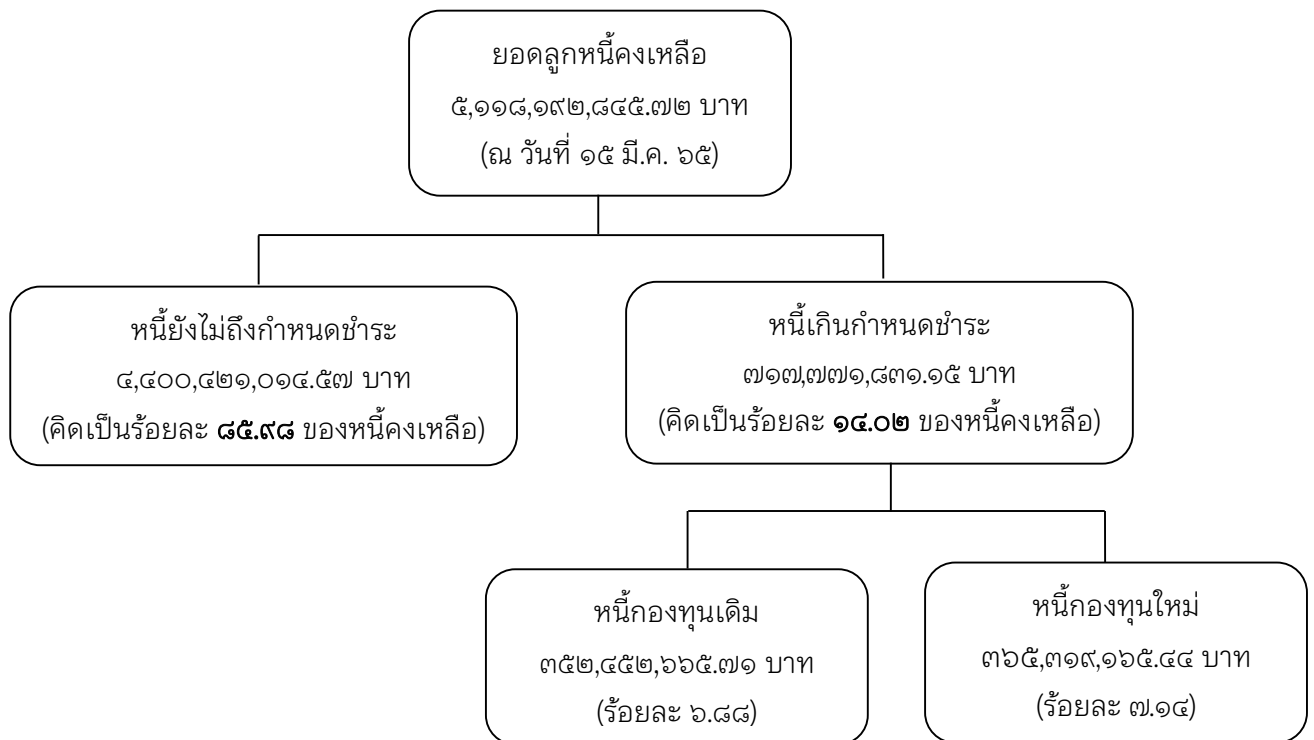 ยอดลูกหนี้คงเหลือ
๕,๑๑๘,๑๙๒,๘๔๕.๗๒ บาท
(ณ วันที่ ๑๕ มี.ค. ๖๕)
หนี้ยังไม่ถึงกำหนดชำระ
๔,๔๐๐,๔๒๑,๐๑๔.๕๗ บาท
(คิดเป็นร้อยละ ๘๕.๙๘ ของหนี้คงเหลือ)
หนี้เกินกำหนดชำระ
๗๑๗,๗๗๑,๘๓๑.๑๕ บาท
(คิดเป็นร้อยละ ๑๔.๐๒ ของหนี้คงเหลือ)
หนี้กองทุนเดิม
๓๕๒,๔๕๒,๖๖๕.๗๑ บาท
(ร้อยละ ๖.๘๘)
หนี้กองทุนใหม่
๓๖๕,๓๑๙,๑๖๕.๔๔ บาท
(ร้อยละ ๗.๑๔)